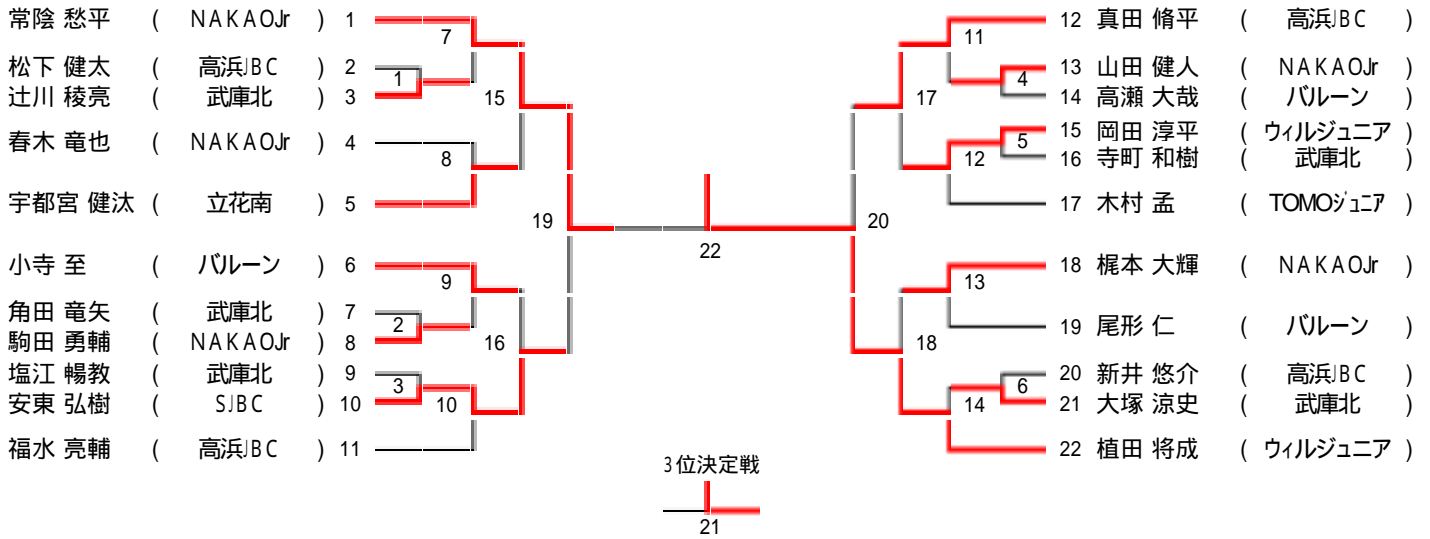 常陰 愁平 ( NAKAOJr ) 1
松下 健太 ( 高浜JBC ) 2
辻川 稜亮 ( 武庫北 ) 3
春木 竜也 ( NAKAOJr ) 4
宇都宮 健汰 ( 立花南 ) 5
小寺 至 ( バルーン ) 6
角田 竜矢 ( 武庫北 ) 7
駒田 勇輔 ( NAKAOJr ) 8
塩江 暢教 ( 武庫北 ) 9
安東 弘樹 ( SJBC ) 10
福水 亮輔 ( 高浜JBC ) 11
7
1
15
8
19
9
2
16
3
10
22
3位決定戦
21
11
4
17
5
12
20
13
18
6
14
12 真田 脩平 ( 高浜JBC )
13 山田 健人 ( NAKAOJr )
14 高瀬 大哉 ( バルーン )
15 岡田 淳平 ( ウィルジュニア )
16 寺町 和樹 ( 武庫北 )
17 木村 孟 ( TOMOジュニア )
18 梶本 大輝 ( NAKAOJr )
19 尾形 仁 ( バルーン )
20 新井 悠介 ( 高浜JBC )
21 大塚 涼史 ( 武庫北 )
22 植田 将成 ( ウィルジュニア )